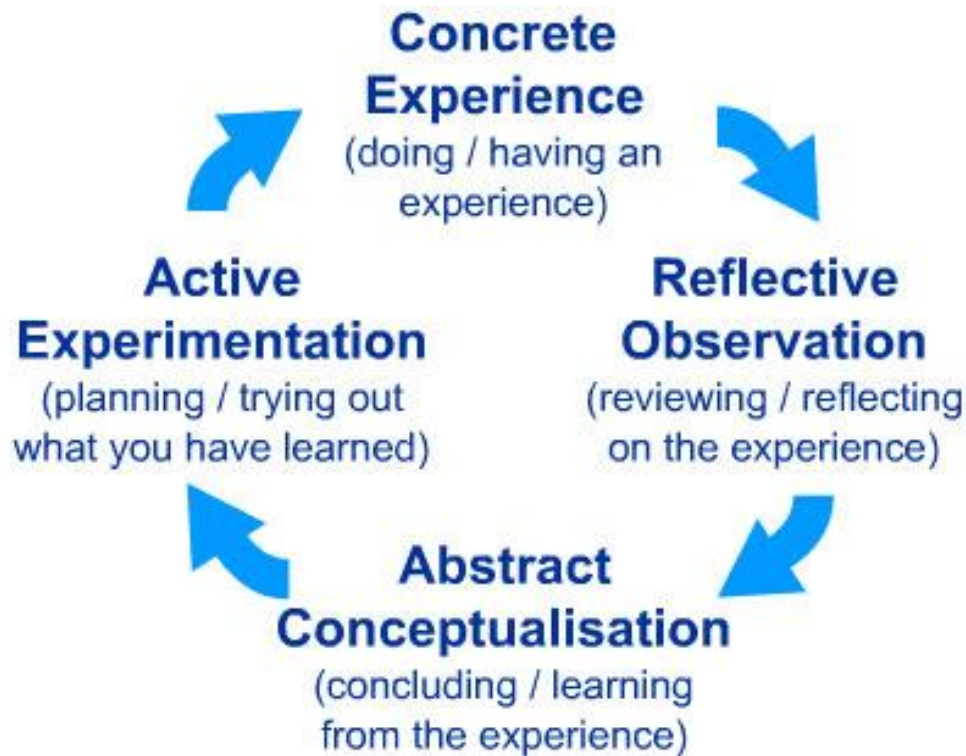 Concrete
Experience
(doing / having an
experience)
Reflective
Observation
(reviewing / reflecting
on the experience)
Abstract
Conceptualisation
(concluding / learning
from the experience)
Active
Experimentation
(planning / trying out
what you have learned)